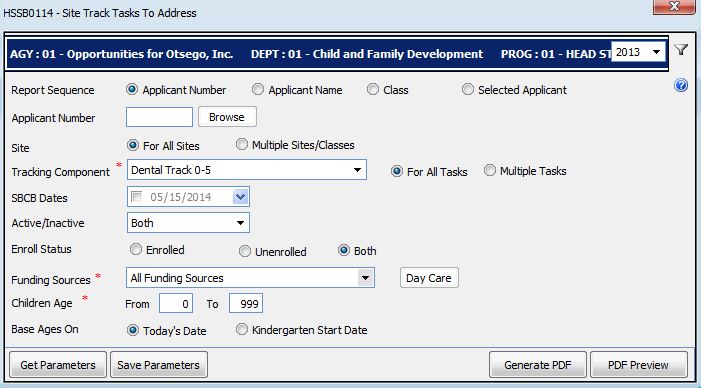 HSSB0114 - Site Track Tasks To Address
AGY : 01 - Opportunities for Otsego, Inc. DEPT : 01 - Child and Family Development PROG : 01 - HEAD ST 2013
Report Sequence Applicant Number Applicant Name Class Selected Applicant
Applicant Number Browse
Site For All Sites Multiple Sites/Classes
Tracking Component * Dental Track 0-5 For All Tasks Multiple Tasks
SBCB Dates 05/15/2014
Active/Inactive Both
Enroll Status Enrolled Unenrolled Both
Funding Sources * All Funding Sources Day Care
Children Age * From 0 To 999
Base Ages On Today's Date Kindergarten Start Date
Get Parameters Save Parameters Generate PDF PDF Preview